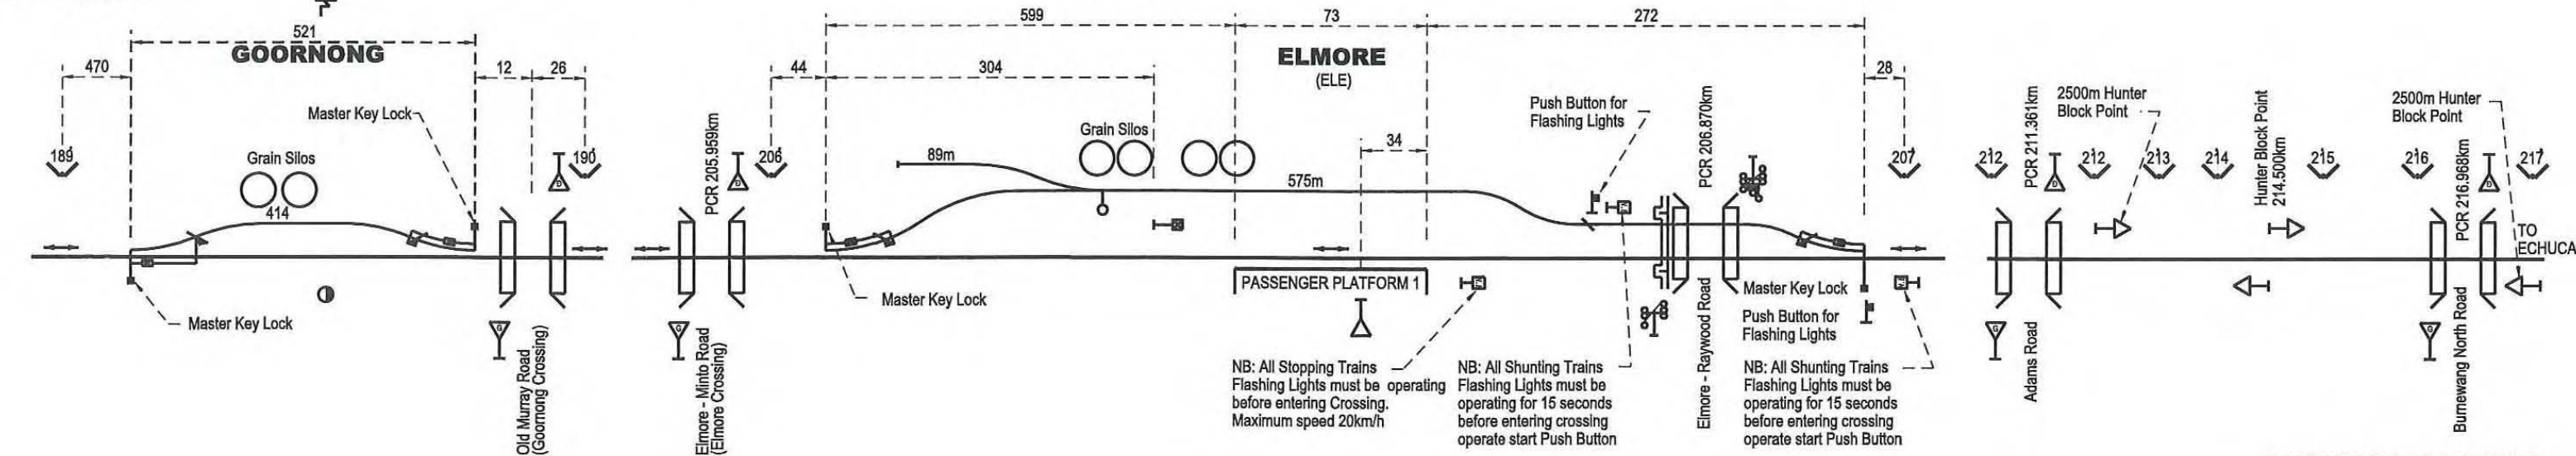 521
GOORNONG
470
12
26
Master Key Lock
189
Grain Silos
190
414
Master Key Lock
Old Murray Road
(Goornong Crossing)
599
73
272
ELMORE
(ELE)
44
304
28
PCR 205.959km
D
206
89m
Grain Silos
34
575m
Push Button for
Flashing Lights
PCR 206.870km
207
D
Master Key Lock
PASSENGER PLATFORM 1
G
G
Elmore - Minto Road
(Elmore Crossing)
NB: All Stopping Trains
Flashing Lights must be operating
before entering Crossing.
Maximum speed 20km/h
NB: All Shunting Trains
Flashing Lights must be
operating for 15 seconds
before entering crossing
operate start Push Button
Elmore - Raywood Road
Master Key Lock
Push Button for
Flashing Lights
NB: All Shunting Trains
Flashing Lights must be
operating for 15 seconds
before entering crossing
operate start Push Button
212
PCR 211.361km
D
2500m Hunter
Block Point
212
213
214
Hunter Block Point
214.500km
215
216
2500m Hunter
Block Point
PCR 216.968km
D
217
TO
ECHUCA
G
Adams Road
G
Burnewang North Road